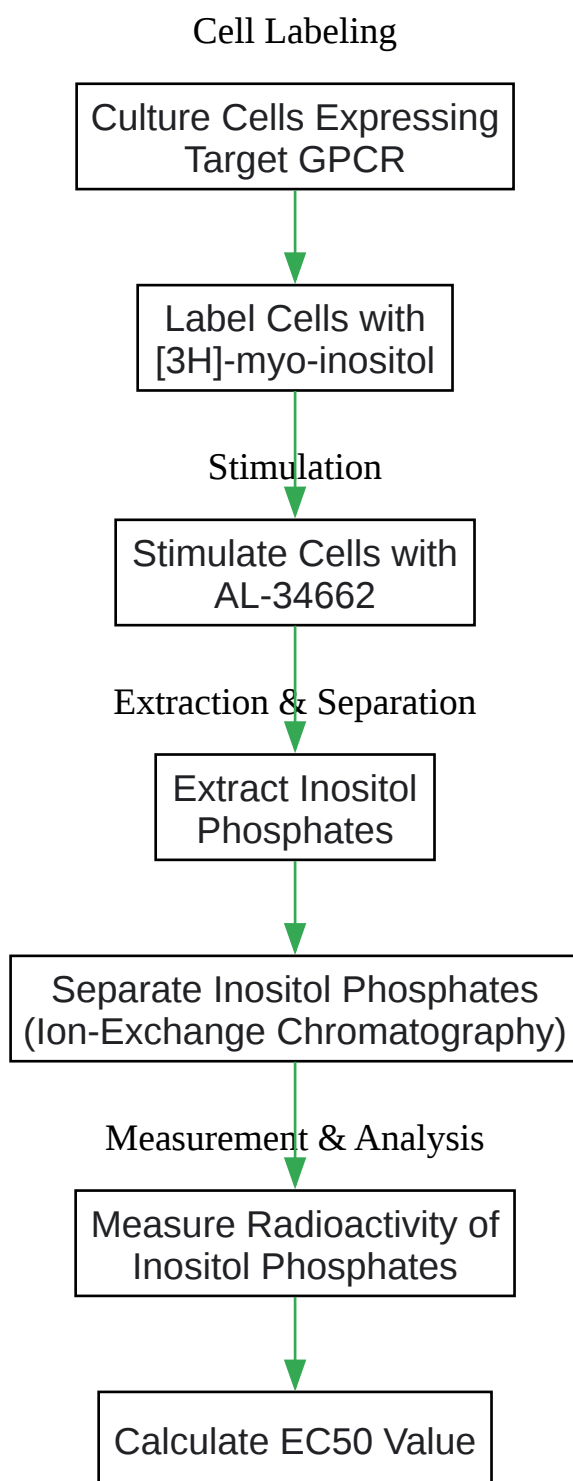 Cell Labeling
Culture Cells Expressing
Target GPCR
Label Cells with
[3H]-myo-inositol
Stimulation
Stimulate Cells with
AL-34662
Extraction & Separation
Extract Inositol
Phosphates
Separate Inositol Phosphates
(Ion-Exchange Chromatography)
Measurement & Analysis
Measure Radioactivity of
Inositol Phosphates
Calculate EC50 Value